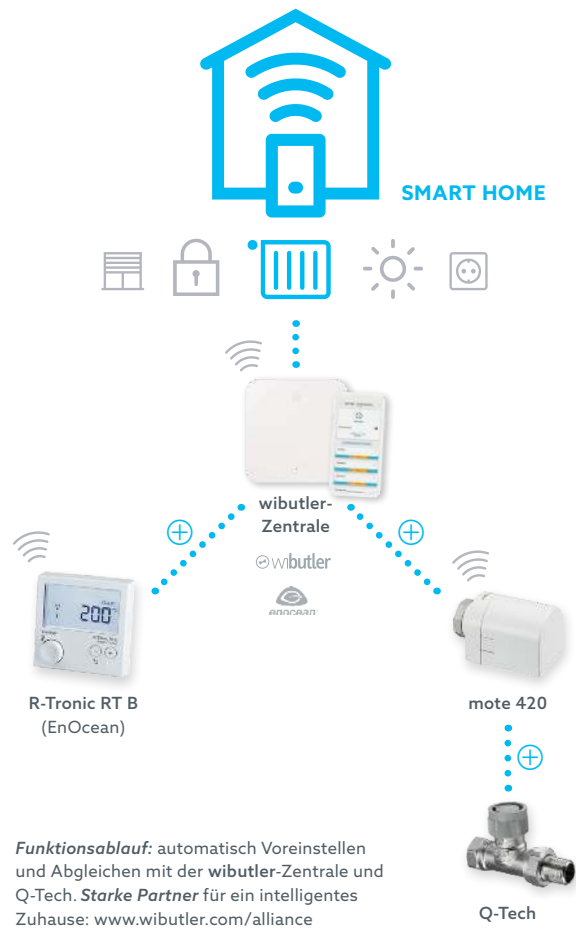 SMART HOME
wibutler-
Zentrale
wibutler
enocean
R-Tronic RT B
(EnOcean)
mote 420
Funktionsablauf: automatisch Voreinstellen
und Abgleichen mit der wibutler-Zentrale und
Q-Tech. Starke Partner für ein intelligentes
Zuhause: www.wibutler.com/alliance
Q-Tech